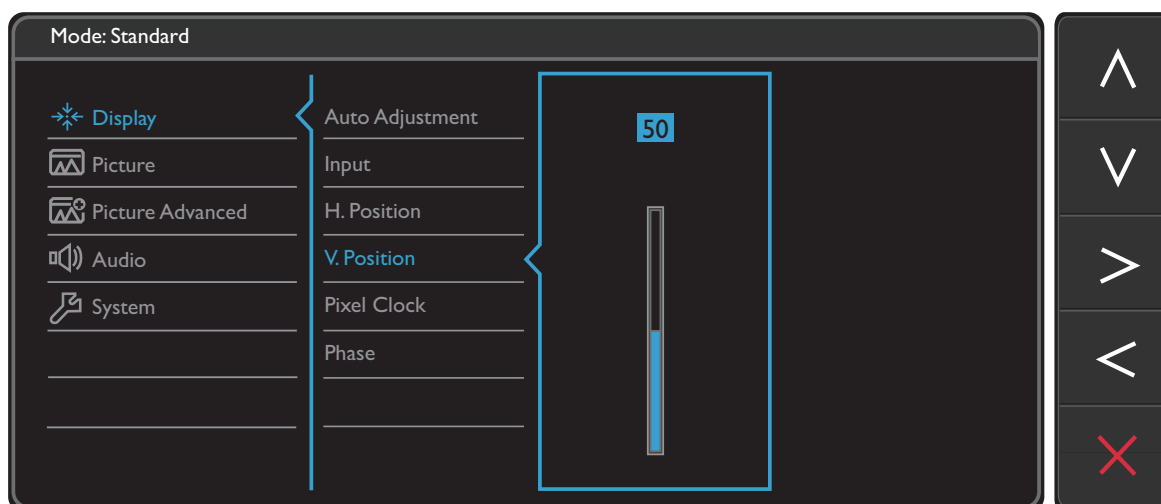 Mode: Standard
Display
Picture
Picture Advanced
Audio
System
Auto Adjustment
Input
H. Position
V. Position
Pixel Clock
Phase
50